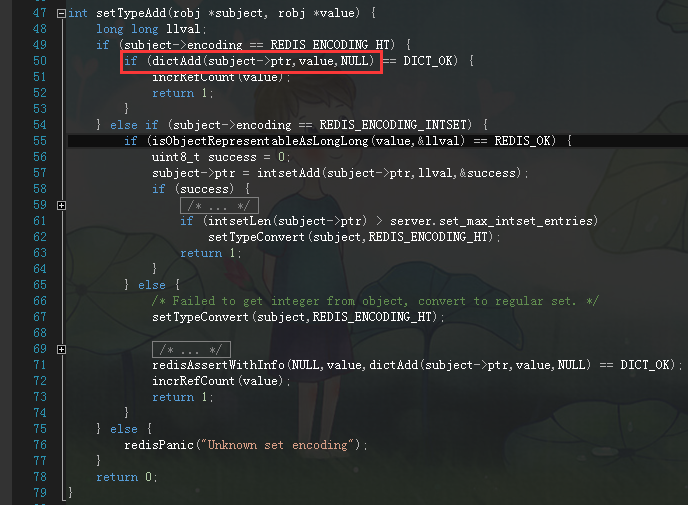 47 int setTypeAdd(robj *subject, robj *value) {
48 long long llval;
49 if (subject->encoding == REDIS_ENCODING_HT) {
50 if (dictAdd(subject->ptr,value,NULL) == DICT_OK) {
51 incrRefCount(value);
52 return 1;
53 }
54 } else if (subject->encoding == REDIS_ENCODING_INTSET) {
55 if (isObjectRepresentableAsLongLong(value,&llval) == REDIS_OK) {
56 uint8_t success = 0;
57 subject->ptr = intsetAdd(subject->ptr,llval,&success);
58 if (success) {
59 /* ... */
61 if (intsetLen(subject->ptr) > server.set_max_intset_entries)
62 setTypeConvert(subject,REDIS_ENCODING_HT);
63 return 1;
64 }
65 } else {
66 /* Failed to get integer from object, convert to regular set. */
67 setTypeConvert(subject,REDIS_ENCODING_HT);
68
69 /* ... */
71 redisAssertWithInfo(NULL,value,dictAdd(subject->ptr,value,NULL) == DICT_OK);
72 incrRefCount(value);
73 return 1;
74 }
75 } else {
76 redisPanic("Unknown set encoding");
77 }
78 return 0;
79 }